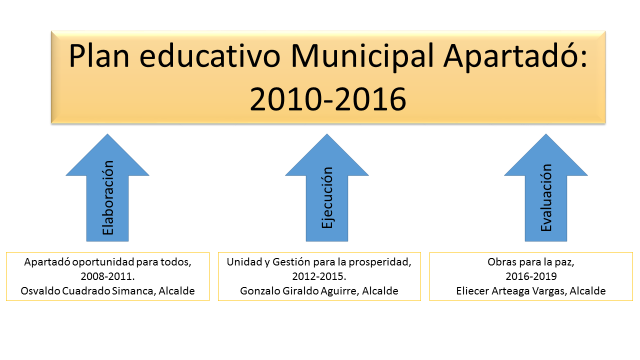 Plan educativo Municipal Apartadó:
2010-2016
Elaboración
Ejecución
Evaluación
Apartadó oportunidad para todos,
2008-2011.
Osvaldo Cuadrado Simanca, Alcalde
Unidad y Gestión para la prosperidad,
2012-2015.
Gonzalo Giraldo Aguirre, Alcalde
Obras para la paz,
2016-2019
Eliecer Arteaga Vargas, Alcalde